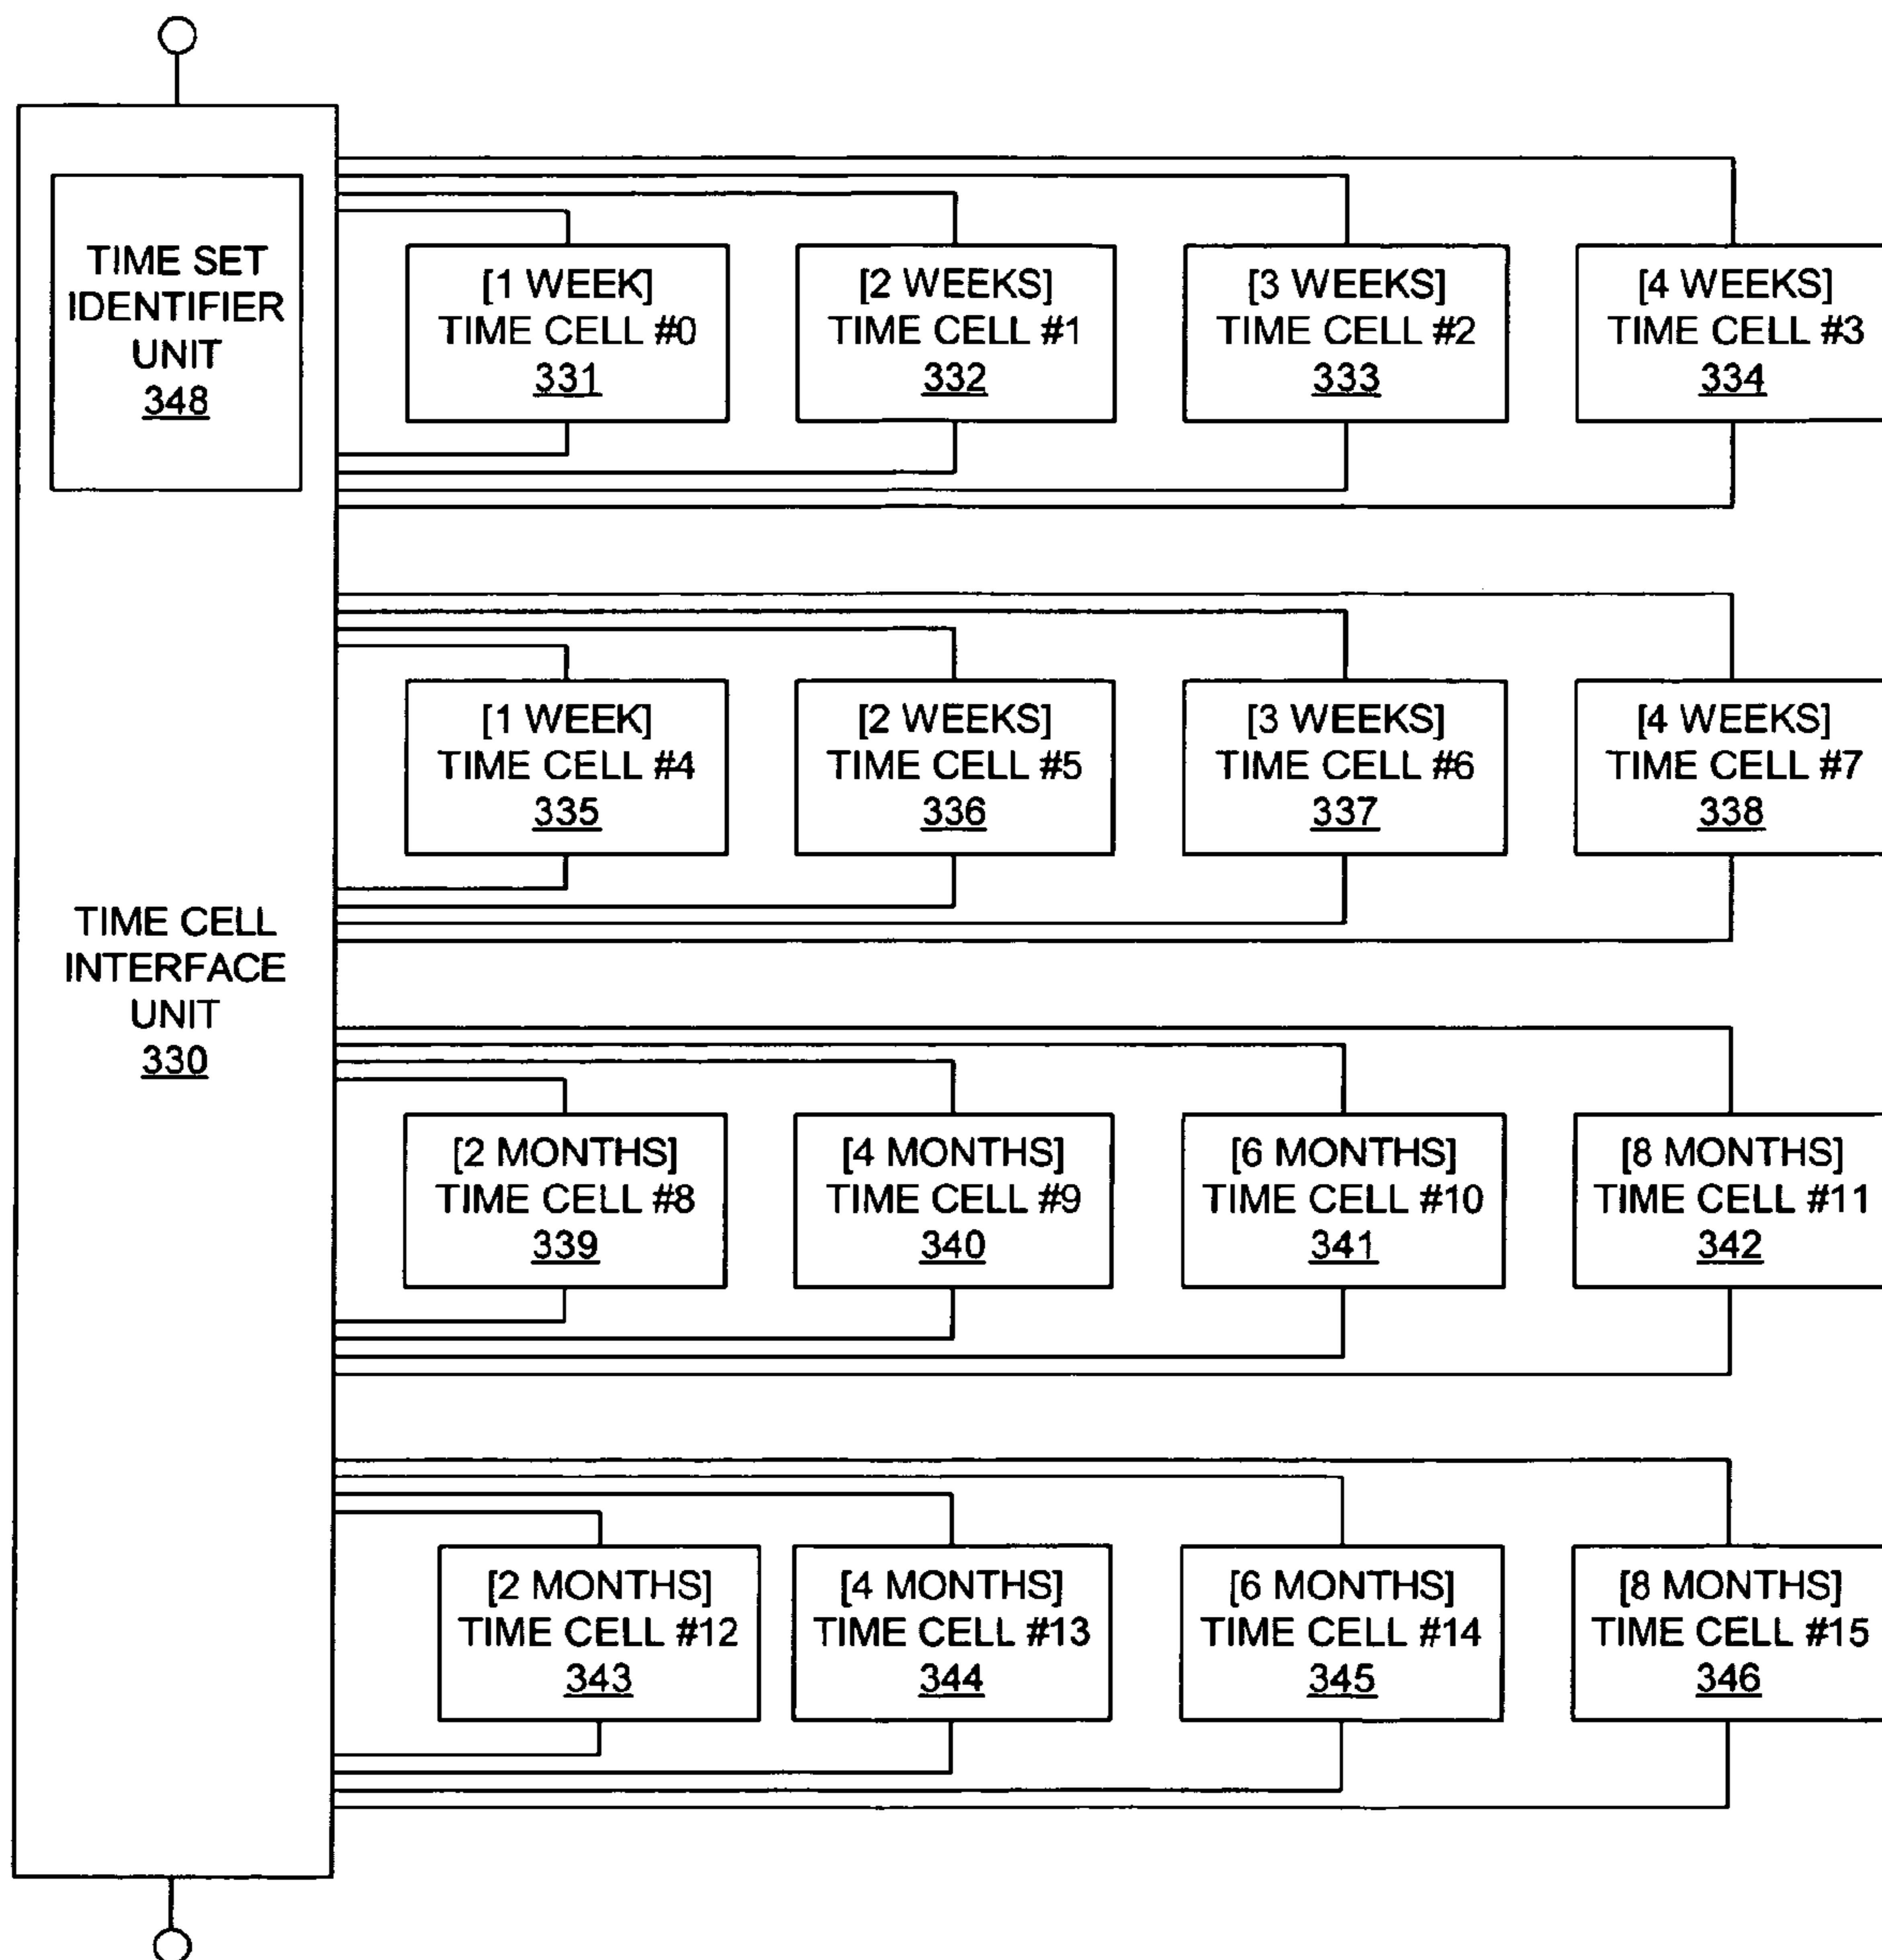 TIME SET
IDENTIFIER
UNIT
348
[1 WEEK]
TIME CELL #0
331
[2 WEEKS]
TIME CELL #1
332
[3 WEEKS]
TIME CELL #2
333
[4 WEEKS]
TIME CELL #3
334
[1 WEEK]
TIME CELL #4
335
[2 WEEKS]
TIME CELL #5
336
[3 WEEKS]
TIME CELL #6
337
[4 WEEKS]
TIME CELL #7
338
TIME CELL
INTERFACE
UNIT
330
[2 MONTHS]
TIME CELL #8
339
[4 MONTHS]
TIME CELL #9
340
[6 MONTHS]
TIME CELL #10
341
[8 MONTHS]
TIME CELL #11
342
[2 MONTHS]
TIME CELL #12
343
[4 MONTHS]
TIME CELL #13
344
[6 MONTHS]
TIME CELL #14
345
[8 MONTHS]
TIME CELL #15
346